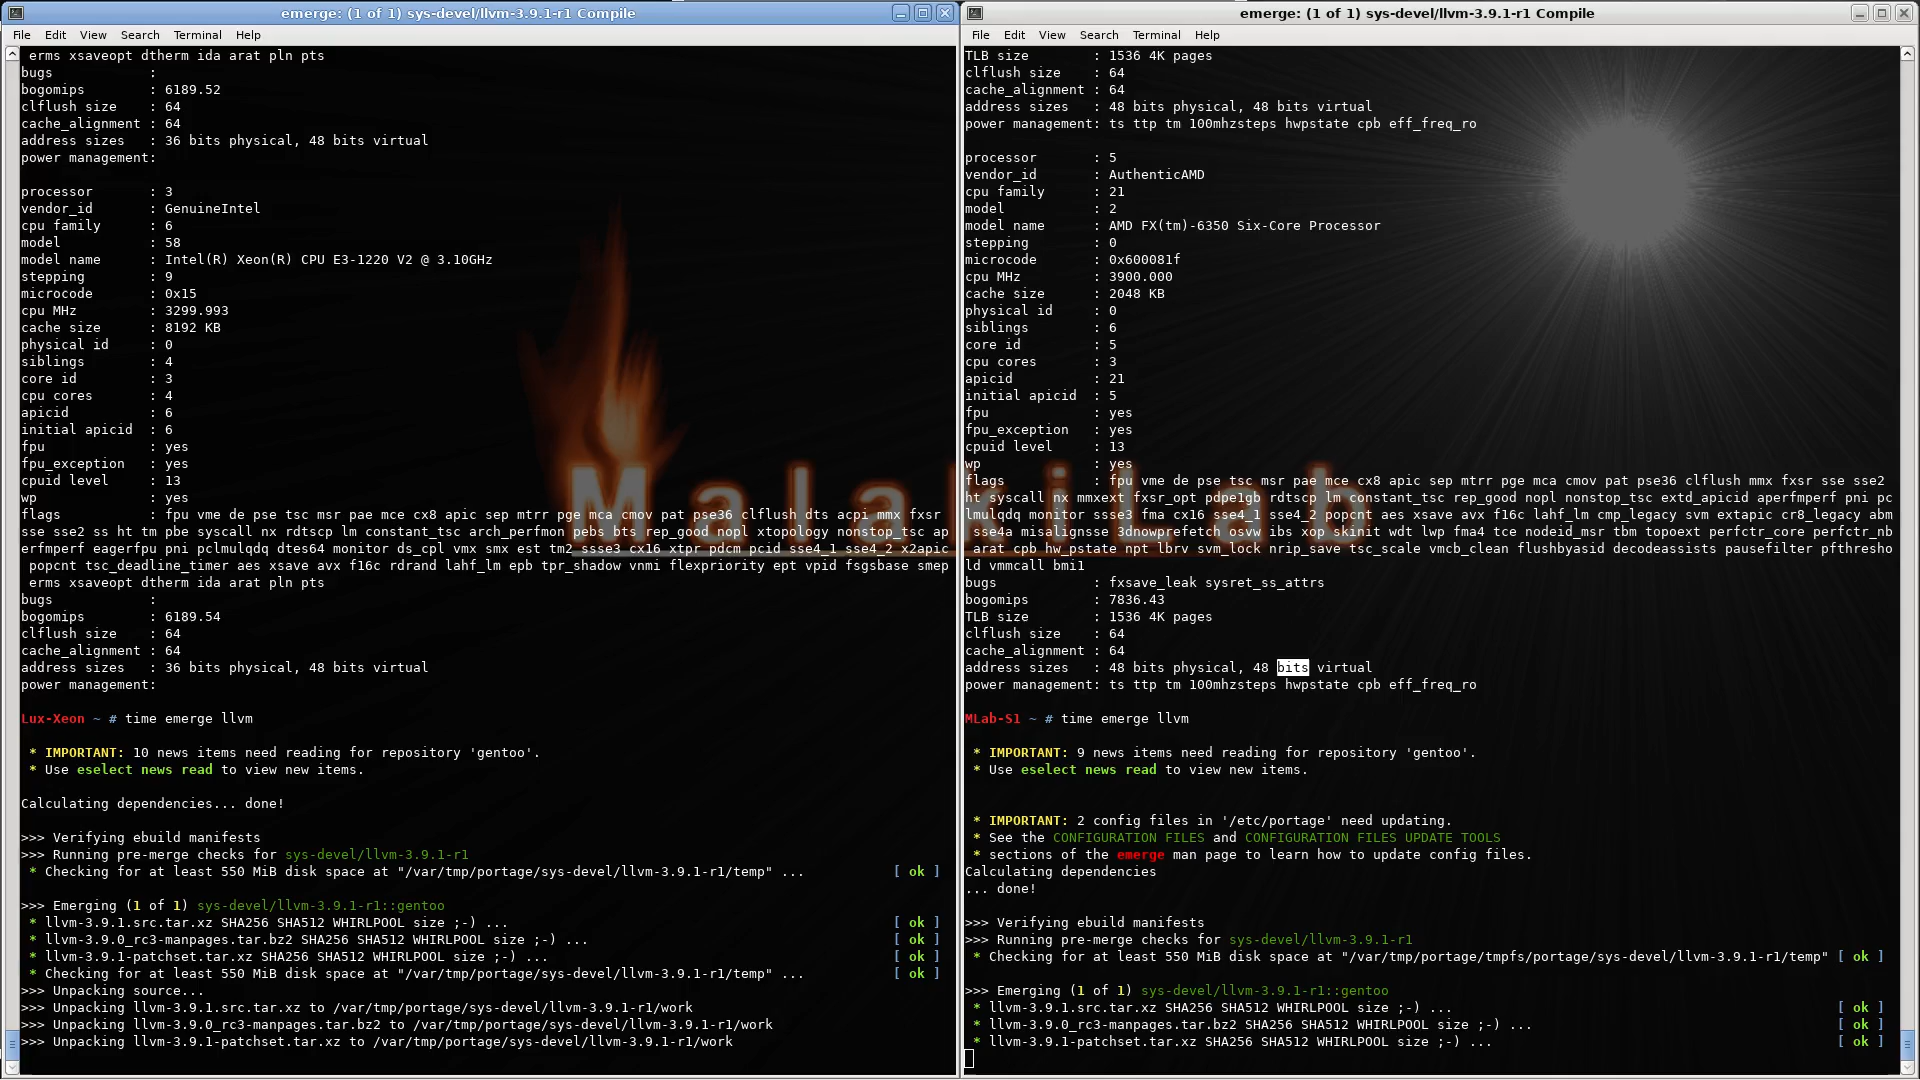 emerge: (1 of 1) sys-devel/llvm-3.9.1-r1 Compile
File Edit View Search Terminal Help
 erms xsaveopt dtherm ida arat pln pts
bugs            :
bogomips        : 6189.52
clflush size    : 64
cache_alignment : 64
address sizes   : 36 bits physical, 48 bits virtual
power management:
processor       : 3
vendor_id       : GenuineIntel
cpu family      : 6
model           : 58
model name      : Intel(R) Xeon(R) CPU E3-1220 V2 @ 3.10GHz
stepping        : 9
microcode       : 0x15
cpu MHz         : 3299.993
cache size      : 8192 KB
physical id     : 0
siblings        : 4
core id         : 3
cpu cores       : 4
apicid          : 6
initial apicid  : 6
fpu             : yes
fpu_exception   : yes
cpuid level     : 13
wp              : yes
flags           : fpu vme de pse tsc msr pae mce cx8 apic sep mtrr pge mca cmov pat pse36 clflush dts acpi mmx fxsr
sse sse2 ss ht tm pbe syscall nx rdtscp lm constant_tsc arch_perfmon pebs bts rep_good nopl xtopology nonstop_tsc ap
erfmperf eagerfpu pni pclmulqdq dtes64 monitor ds_cpl vmx smx est tm2 ssse3 cx16 xtpr pdcm pcid sse4_1 sse4_2 x2apic
 popcnt tsc_deadline_timer aes xsave avx f16c rdrand lahf_lm epb tpr_shadow vnmi flexpriority ept vpid fsgsbase smep
 erms xsaveopt dtherm ida arat pln pts
bugs            :
bogomips        : 6189.54
clflush size    : 64
cache_alignment : 64
address sizes   : 36 bits physical, 48 bits virtual
power management:
Lux-Xeon ~ # time emerge llvm
 * IMPORTANT: 10 news items need reading for repository 'gentoo'.
 * Use eselect news read to view new items.
Calculating dependencies... done!
>>> Verifying ebuild manifests
>>> Running pre-merge checks for sys-devel/llvm-3.9.1-r1
 * Checking for at least 550 MiB disk space at "/var/tmp/portage/sys-devel/llvm-3.9.1-r1/temp" ... [ ok ]
>>> Emerging (1 of 1) sys-devel/llvm-3.9.1-r1::gentoo
 * llvm-3.9.1.src.tar.xz SHA256 SHA512 WHIRLPOOL size ;-) ... [ ok ]
 * llvm-3.9.0_rc3-manpages.tar.bz2 SHA256 SHA512 WHIRLPOOL size ;-) ... [ ok ]
 * llvm-3.9.1-patchset.tar.xz SHA256 SHA512 WHIRLPOOL size ;-) ... [ ok ]
 * Checking for at least 550 MiB disk space at "/var/tmp/portage/sys-devel/llvm-3.9.1-r1/temp" ... [ ok ]
>>> Unpacking source...
>>> Unpacking llvm-3.9.1.src.tar.xz to /var/tmp/portage/sys-devel/llvm-3.9.1-r1/work
>>> Unpacking llvm-3.9.0_rc3-manpages.tar.bz2 to /var/tmp/portage/sys-devel/llvm-3.9.1-r1/work
>>> Unpacking llvm-3.9.1-patchset.tar.xz to /var/tmp/portage/sys-devel/llvm-3.9.1-r1/work
emerge: (1 of 1) sys-devel/llvm-3.9.1-r1 Compile
File Edit View Search Terminal Help
TLB size        : 1536 4K pages
clflush size    : 64
cache_alignment : 64
address sizes   : 48 bits physical, 48 bits virtual
power management: ts ttp tm 100mhzsteps hwpstate cpb eff_freq_ro
processor       : 5
vendor_id       : AuthenticAMD
cpu family      : 21
model           : 2
model name      : AMD FX(tm)-6350 Six-Core Processor
stepping        : 0
microcode       : 0x600081f
cpu MHz         : 3900.000
cache size      : 2048 KB
physical id     : 0
siblings        : 6
core id         : 5
cpu cores       : 3
apicid          : 21
initial apicid  : 5
fpu             : yes
fpu_exception   : yes
cpuid level     : 13
wp              : yes
flags           : fpu vme de pse tsc msr pae mce cx8 apic sep mtrr pge mca cmov pat pse36 clflush mmx fxsr sse sse2
ht syscall nx mmxext fxsr_opt pdpe1gb rdtscp lm constant_tsc rep_good nopl nonstop_tsc extd_apicid aperfmperf pni pc
lmulqdq monitor ssse3 fma cx16 sse4_1 sse4_2 popcnt aes xsave avx f16c lahf_lm cmp_legacy svm extapic cr8_legacy abm
 sse4a misalignsse 3dnowprefetch osvw ibs xop skinit wdt lwp fma4 tce nodeid_msr tbm topoext perfctr_core perfctr_nb
 arat cpb hw_pstate npt lbrv svm_lock nrip_save tsc_scale vmcb_clean flushbyasid decodeassists pausefilter pfthresho
ld vmmcall bmi1
bugs            : fxsave_leak sysret_ss_attrs
bogomips        : 7836.43
TLB size        : 1536 4K pages
clflush size    : 64
cache_alignment : 64
address sizes   : 48 bits physical, 48 bits virtual
power management: ts ttp tm 100mhzsteps hwpstate cpb eff_freq_ro
MLab-S1 ~ # time emerge llvm
 * IMPORTANT: 9 news items need reading for repository 'gentoo'.
 * Use eselect news read to view new items.
 * IMPORTANT: 2 config files in '/etc/portage' need updating.
 * See the CONFIGURATION FILES and CONFIGURATION FILES UPDATE TOOLS
 * sections of the emerge man page to learn how to update config files.
Calculating dependencies
... done!
>>> Verifying ebuild manifests
>>> Running pre-merge checks for sys-devel/llvm-3.9.1-r1
 * Checking for at least 550 MiB disk space at "/var/tmp/portage/tmpfs/portage/sys-devel/llvm-3.9.1-r1/temp" [ ok ]
>>> Emerging (1 of 1) sys-devel/llvm-3.9.1-r1::gentoo
 * llvm-3.9.1.src.tar.xz SHA256 SHA512 WHIRLPOOL size ;-) ... [ ok ]
 * llvm-3.9.0_rc3-manpages.tar.bz2 SHA256 SHA512 WHIRLPOOL size ;-) ... [ ok ]
 * llvm-3.9.1-patchset.tar.xz SHA256 SHA512 WHIRLPOOL size ;-) ... [ ok ]
MalakiLab